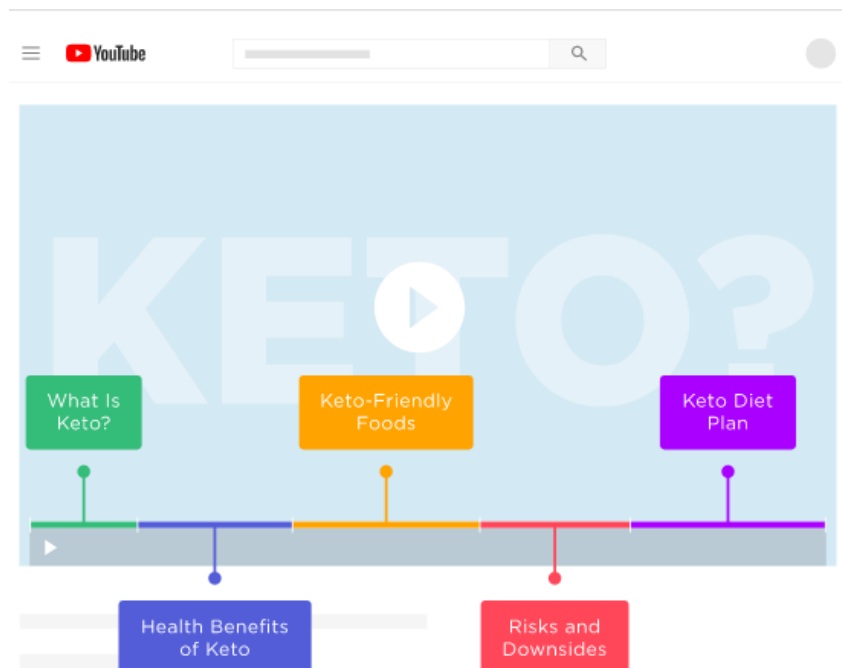 YouTube
KETO?
What Is
Keto?
Keto-Friendly
Foods
Keto Diet
Plan
Health Benefits
of Keto
Risks and
Downsides